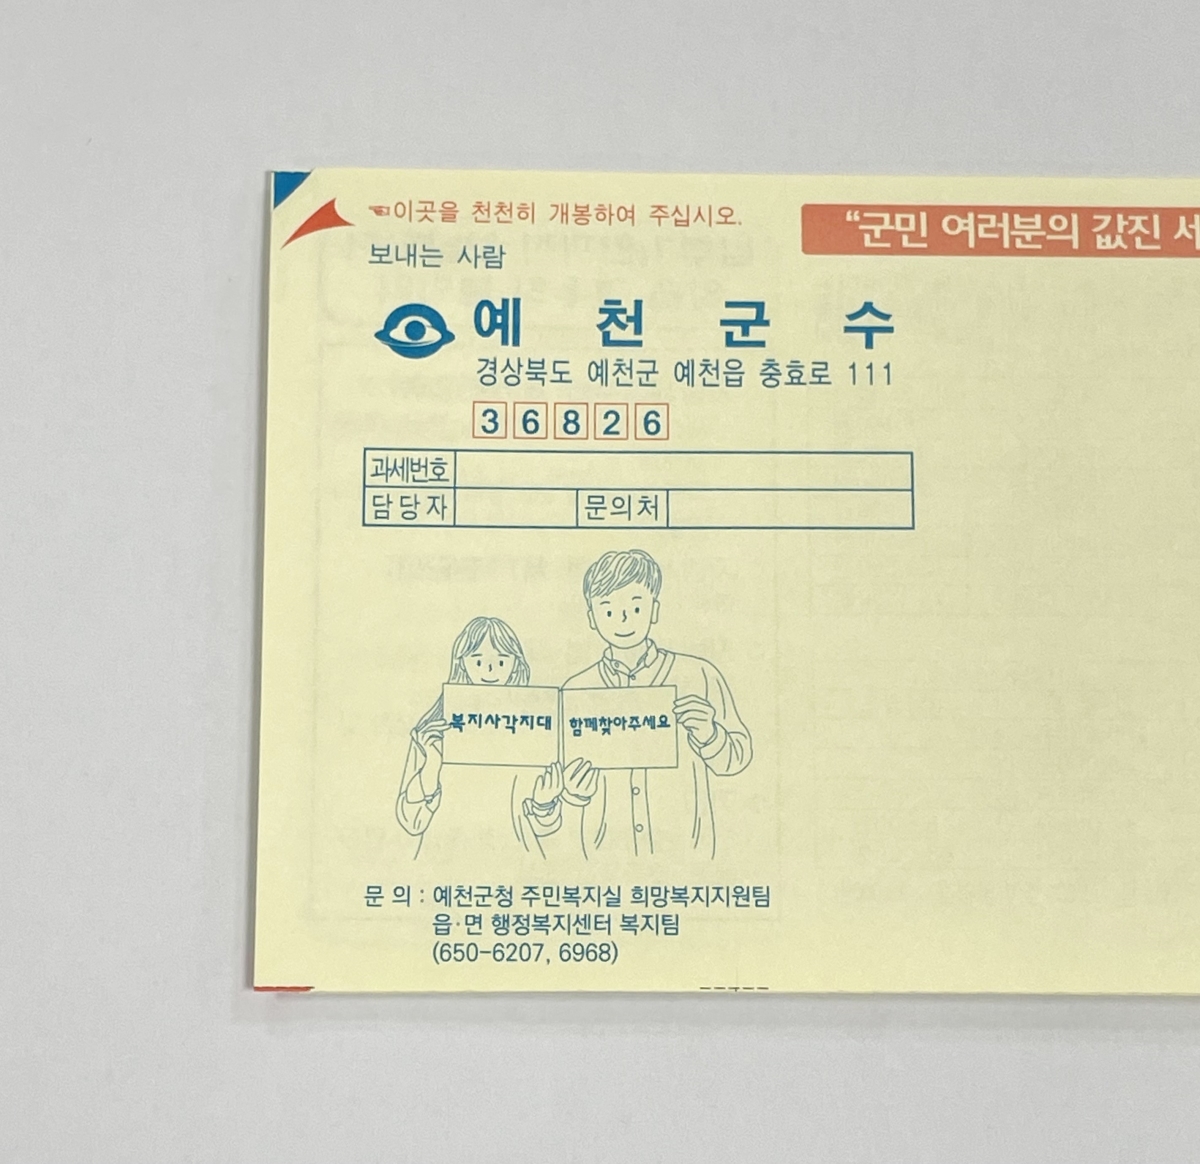 ☜이곳을 천천히 개봉하여 주십시오.
"군민 여러분의 값진
보내는 사람
예천군수
경상북도 예천군 예천읍 충효로 111
36826
과세번호
담당자 문의처
복지사각지대 함께찾아주세요
문의 : 예천군청 주민복지실 희망복지지원팀
읍·면 행정복지센터 복지팀
(650-6207, 6968)